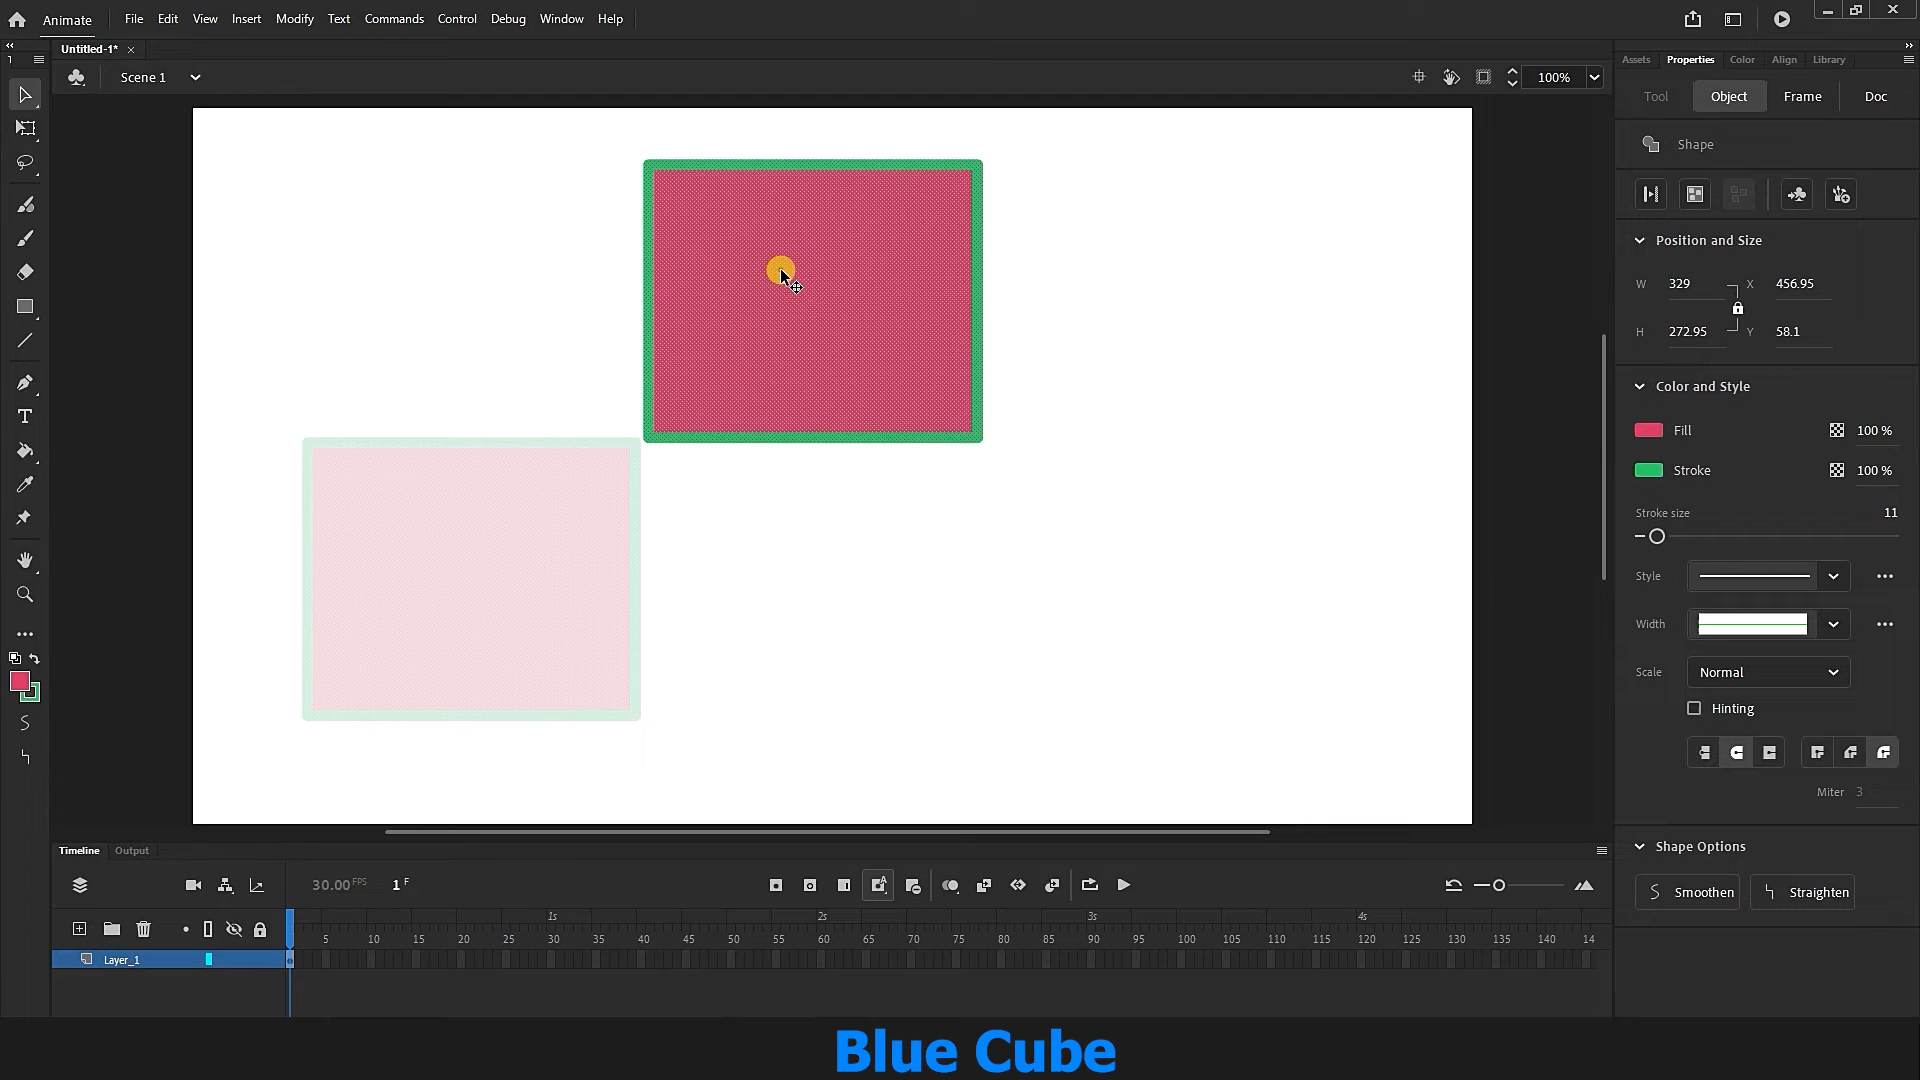 Animate File Edit View Insert Modify Text Commands Control Debug Window Help
Untitled-1*
Scene 1 100%
Assets Properties Color Align Library
Tool Object Frame Doc
Shape
Position and Size
W 329 X 456.95
H 272.95 Y 58.1
Color and Style
Fill 100 %
Stroke 100 %
Stroke size 11
Style
Width
Scale Normal
Hinting
Miter 3
Shape Options
Smoothen Straighten
Timeline Output
30.00 FPS 1 F
1s 2s 3s 4s
5 10 15 20 25 30 35 40 45 50 55 60 65 70 75 80 85 90 95 100 105 110 115 120 125 130 135 140 14
Layer_1
Blue Cube